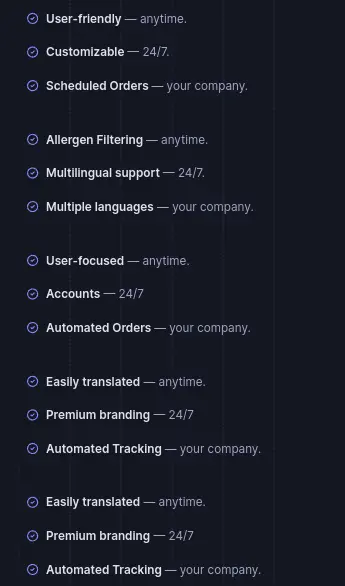 User-friendly — anytime.
Customizable — 24/7.
Scheduled Orders — your company.
Allergen Filtering — anytime.
Multilingual support — 24/7.
Multiple languages — your company.
User-focused — anytime.
Accounts — 24/7
Automated Orders — your company.
Easily translated — anytime.
Premium branding — 24/7
Automated Tracking — your company.
Easily translated — anytime.
Premium branding — 24/7
Automated Tracking — your company.